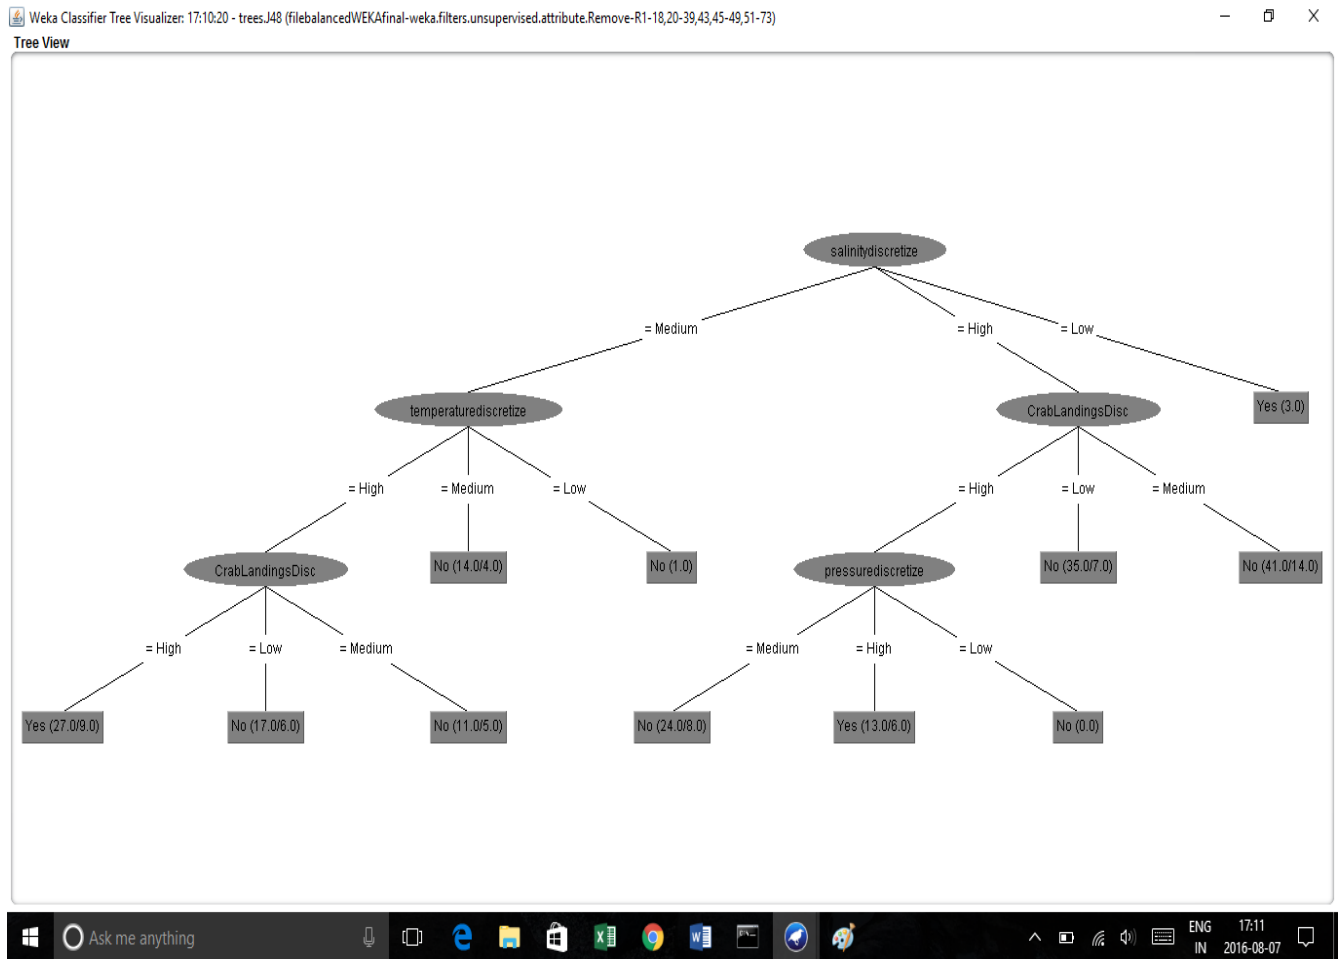 Weka Classifier Tree Visualizer: 17:10:20 - trees.J48 (filebalancedWEKAfinal-weka.filters.unsupervised.attribute.Remove-R1-18,20-39,43,45-49,51-73)
Tree View
salinitydiscretize
= Medium
= High
= Low
temperaturediscretize
CrabLandingsDisc
Yes (3.0)
= High
= Medium
= Low
= High
= Low
= Medium
CrabLandingsDisc
No (14.0/4.0)
No (1.0)
pressurediscretize
No (35.0/7.0)
No (41.0/14.0)
= High
= Low
= Medium
= Medium
= High
= Low
Yes (27.0/9.0)
No (17.0/6.0)
No (11.0/5.0)
No (24.0/8.0)
Yes (13.0/6.0)
No (0.0)
Ask me anything
ENG
IN
17:11
2016-08-07